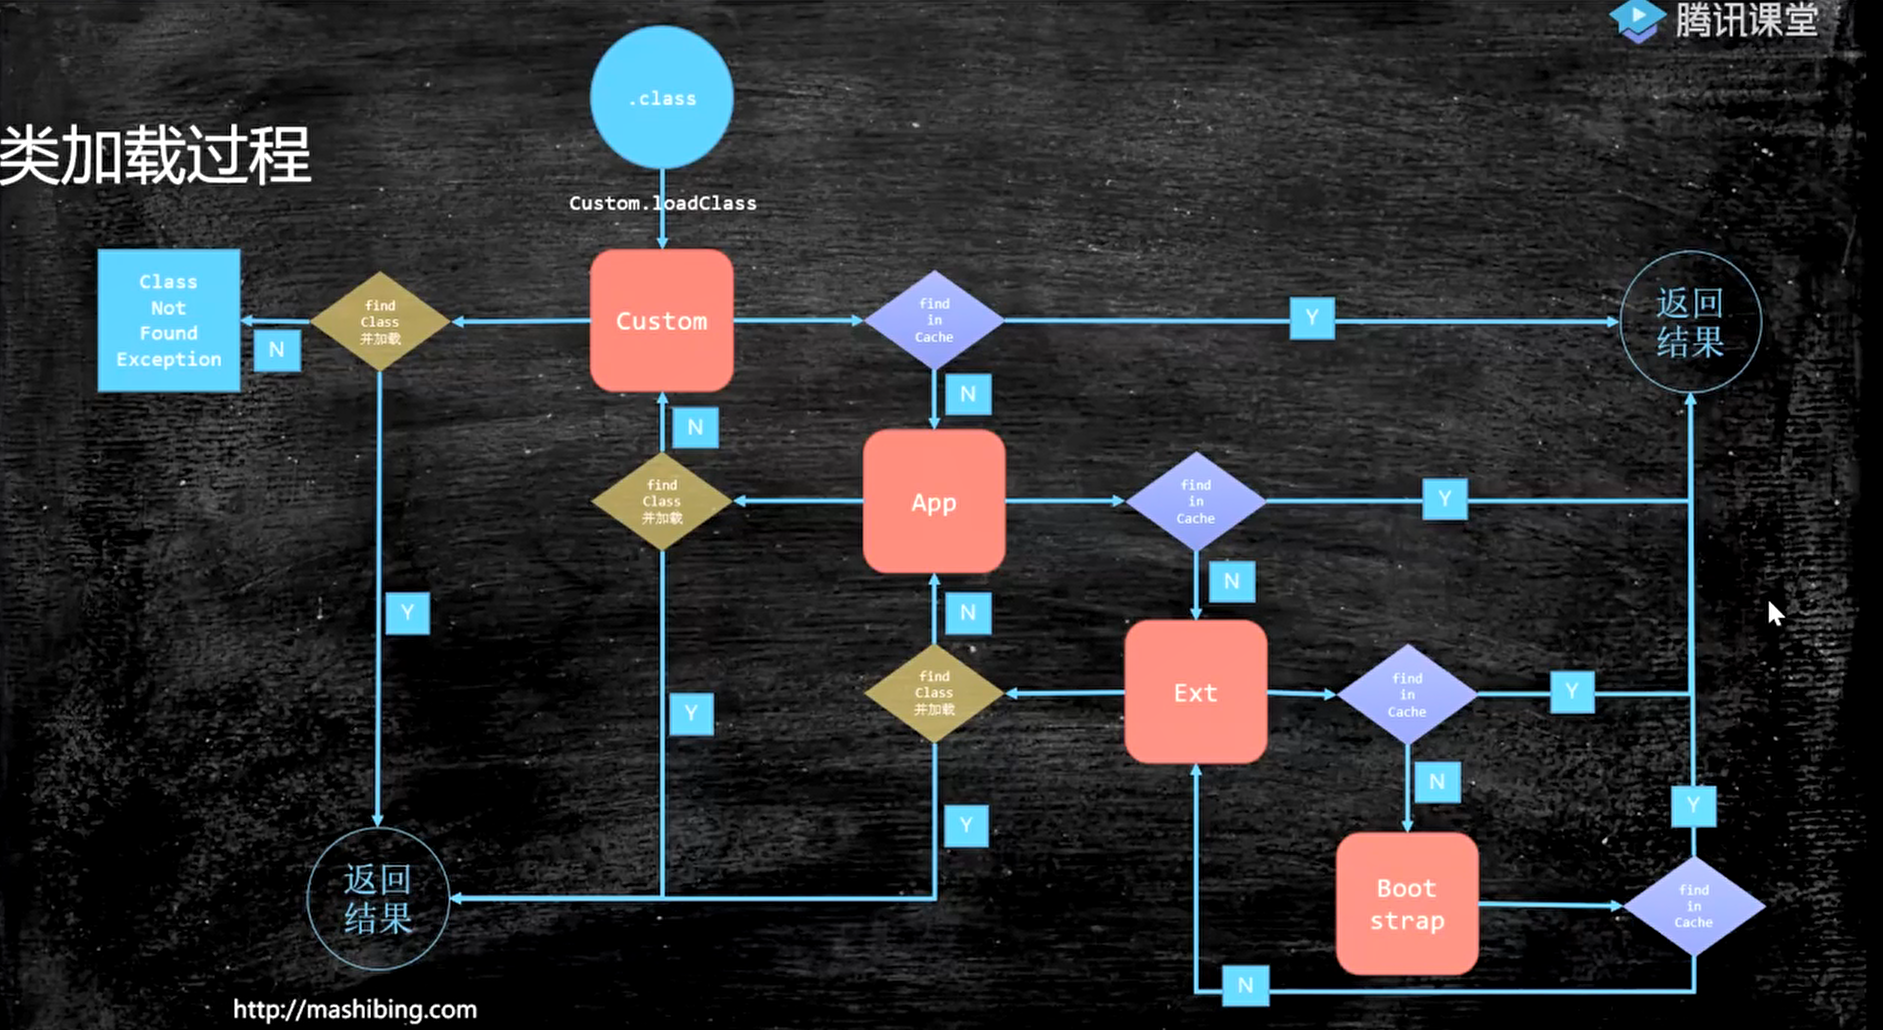 腾讯课堂
.class
类加载过程
Custom.loadClass
Class
Not
Found
Exception
N
find
Class
并加载
Custom
find
in
Cache
Y
返回
结果
N
N
find
Class
并加载
App
find
in
Cache
Y
N
N
Y
find
Class
并加载
Ext
find
in
Cache
Y
Y
N
Y
Y
返回
结果
Boot
strap
find
in
Cache
N
http://mashibing.com